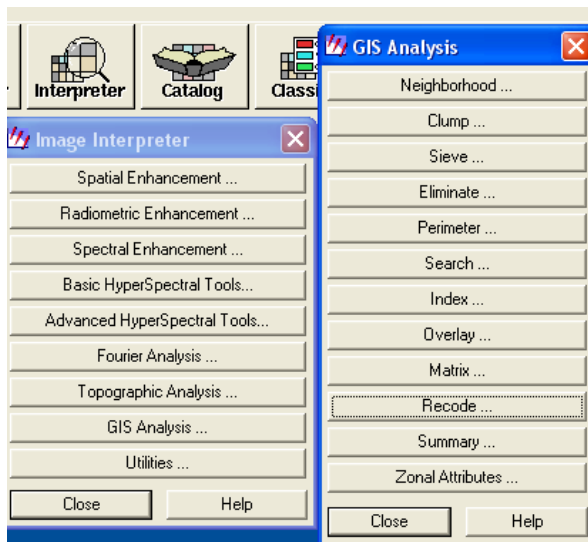 Interpreter
Catalog
Classi
Image Interpreter
Spatial Enhancement ...
Radiometric Enhancement ...
Spectral Enhancement ...
Basic HyperSpectral Tools...
Advanced HyperSpectral Tools...
Fourier Analysis ...
Topographic Analysis ...
GIS Analysis ...
Utilities ...
Close
Help
GIS Analysis
Neighborhood ...
Clump ...
Sieve ...
Eliminate ...
Perimeter ...
Search ...
Index ...
Overlay ...
Matrix ...
Recode ...
Summary ...
Zonal Attributes ...
Close
Help